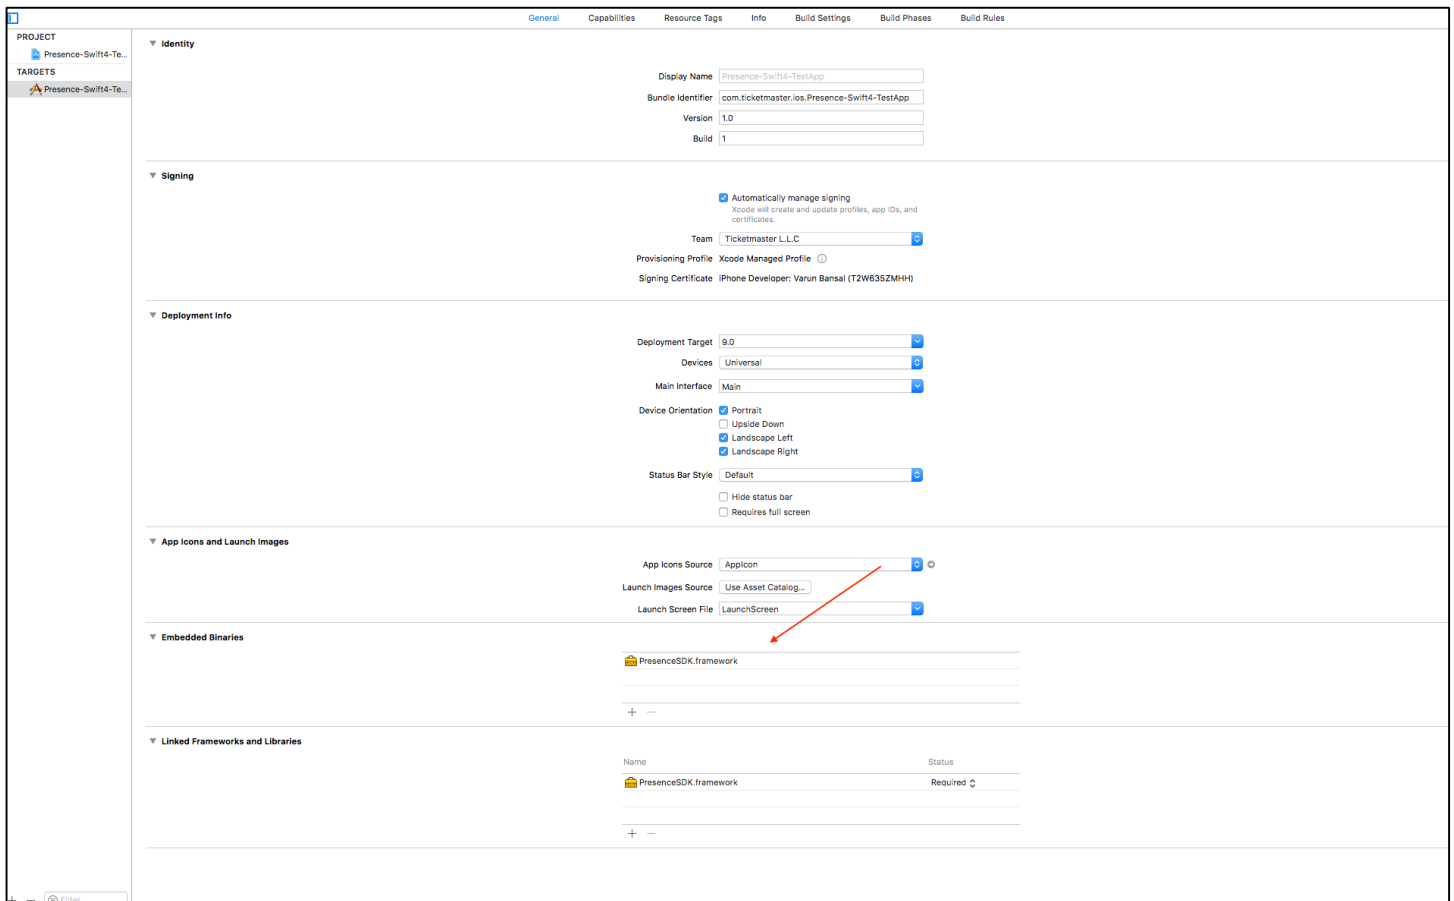 General Capabilities Resource Tags Info Build Settings Build Phases Build Rules
PROJECT
Presence-Swift4-Te...
TARGETS
Presence-Swift4-Te...
Identity
Display Name Presence-Swift4-TestApp
Bundle Identifier com.ticketmaster.ios.Presence-Swift4-TestApp
Version 1.0
Build 1
Signing
Automatically manage signing
Xcode will create and update profiles, app IDs, and
certificates.
Team Ticketmaster L.L.C
Provisioning Profile Xcode Managed Profile
Signing Certificate iPhone Developer: Varun Bansal (T2W635ZMHH)
Deployment Info
Deployment Target 9.0
Devices Universal
Main Interface Main
Device Orientation Portrait
Upside Down
Landscape Left
Landscape Right
Status Bar Style Default
Hide status bar
Requires full screen
App Icons and Launch Images
App Icons Source AppIcon
Launch Images Source Use Asset Catalog...
Launch Screen File LaunchScreen
Embedded Binaries
PresenceSDK.framework
Linked Frameworks and Libraries
Name Status
PresenceSDK.framework Required
Filter